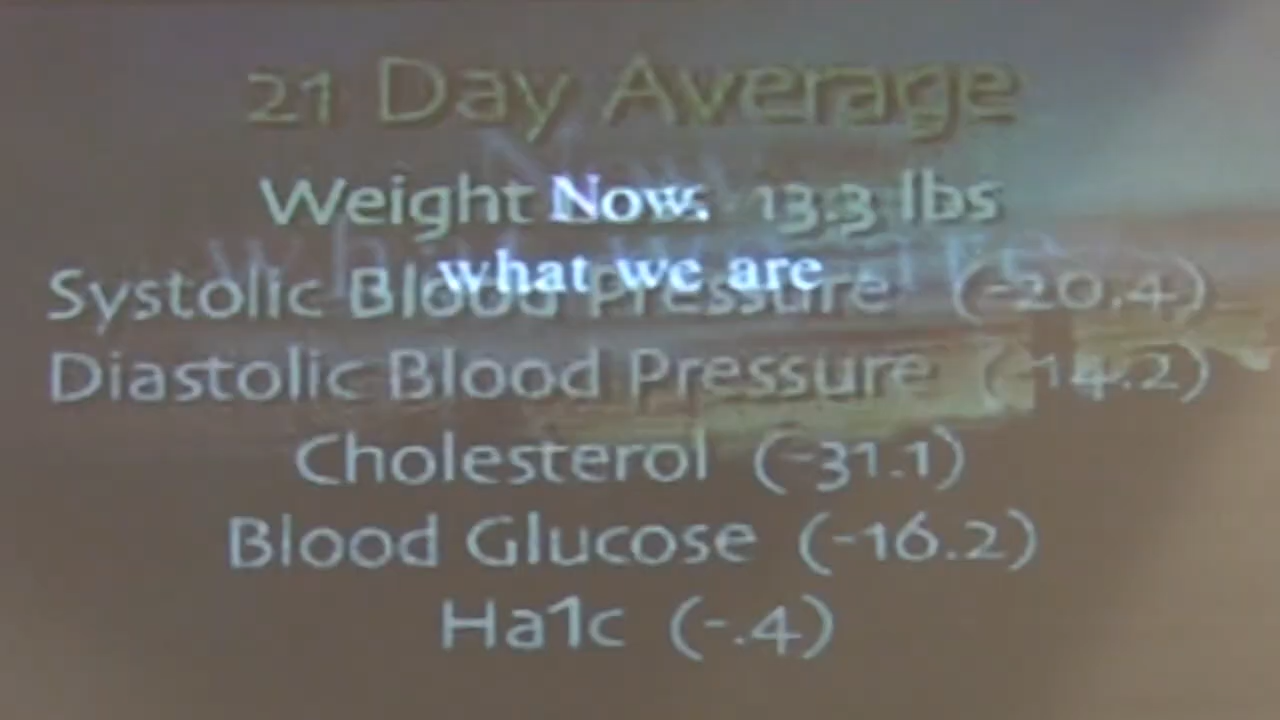 21 Day Average
Weight 13.3 lbs
Now.
what we are
Systolic Blood Pressure (-20.4)
Diastolic Blood Pressure (-14.2)
Cholesterol (-31.1)
Blood Glucose (-16.2)
Ha1c (-.4)